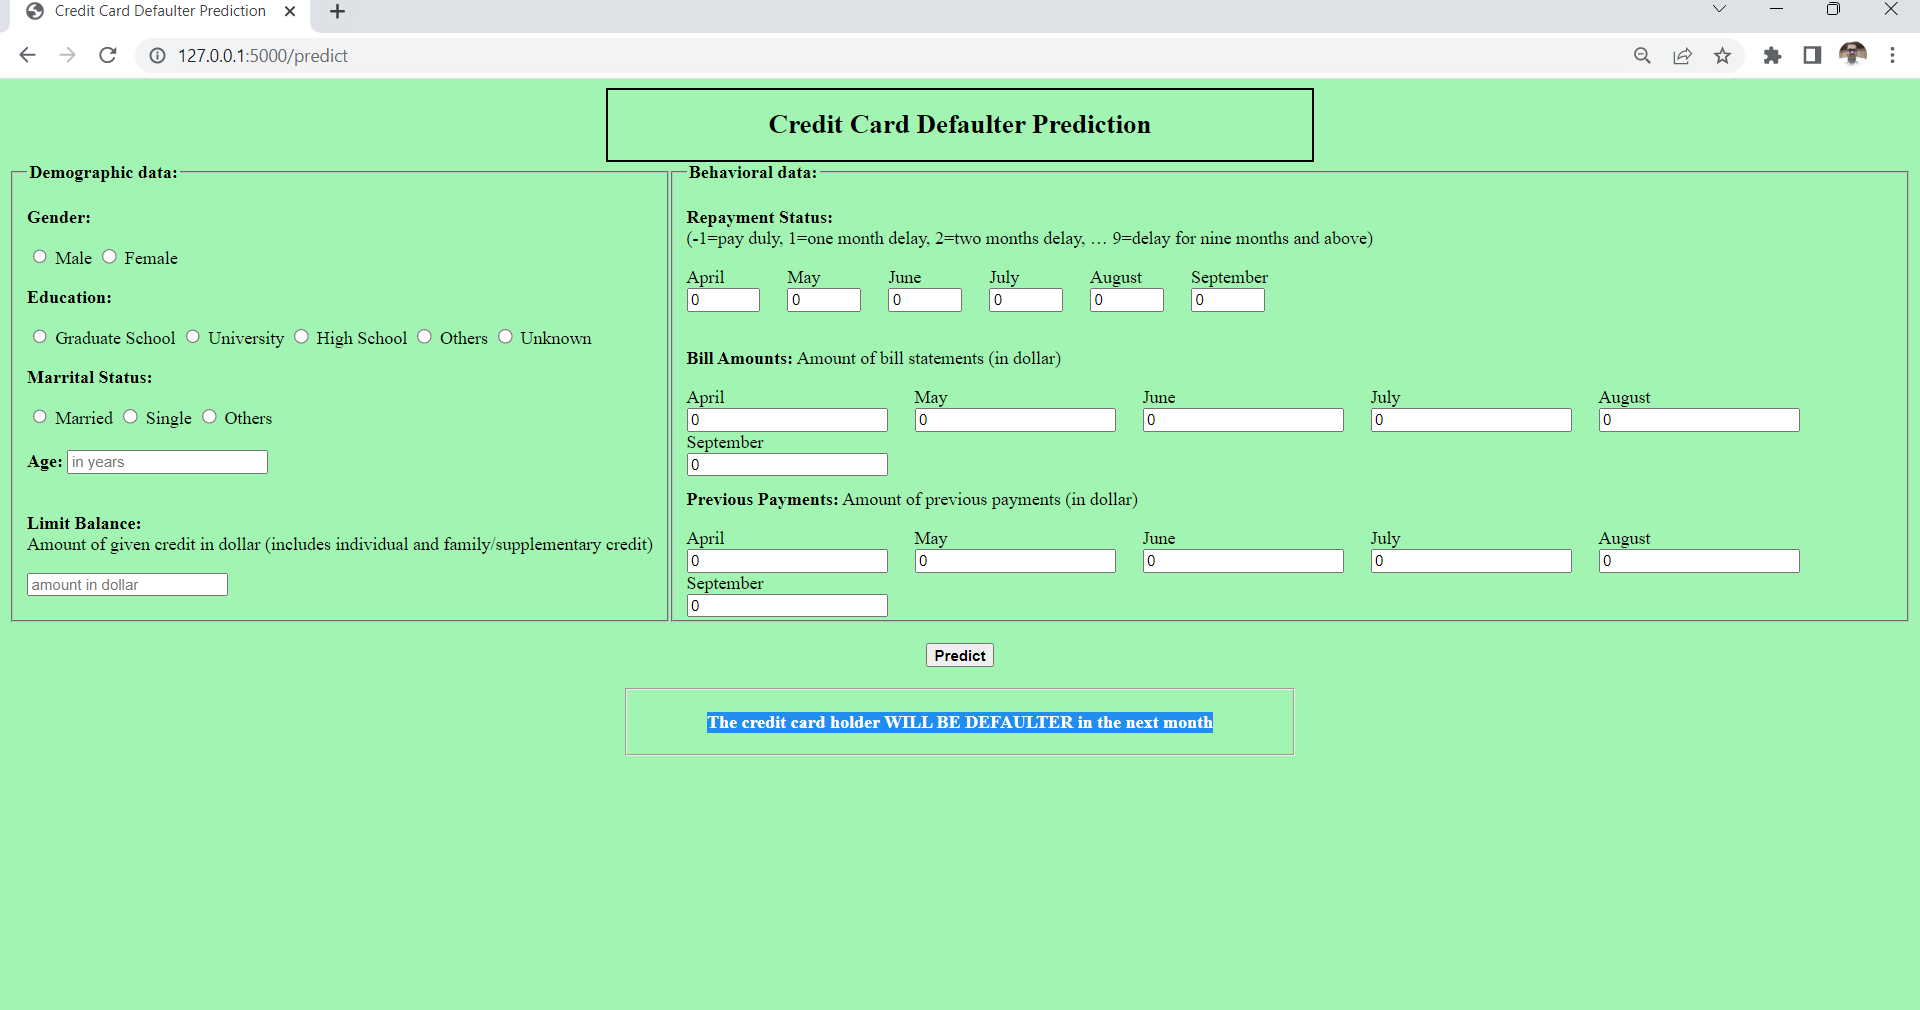 Credit Card Defaulter Prediction
127.0.0.1:5000/predict
Credit Card Defaulter Prediction
Demographic data:
Gender:
Male Female
Education:
Graduate School University High School Others Unknown
Marrital Status:
Married Single Others
Age: in years
Limit Balance:
Amount of given credit in dollar (includes individual and family/supplementary credit)
amount in dollar
Behavioral data:
Repayment Status:
(-1=pay duly, 1=one month delay, 2=two months delay, … 9=delay for nine months and above)
April May June July August September
0 0 0 0 0 0
Bill Amounts: Amount of bill statements (in dollar)
April May June July August
0 0 0 0 0
September
0
Previous Payments: Amount of previous payments (in dollar)
April May June July August
0 0 0 0 0
September
0
Predict
The credit card holder WILL BE DEFAULTER in the next month